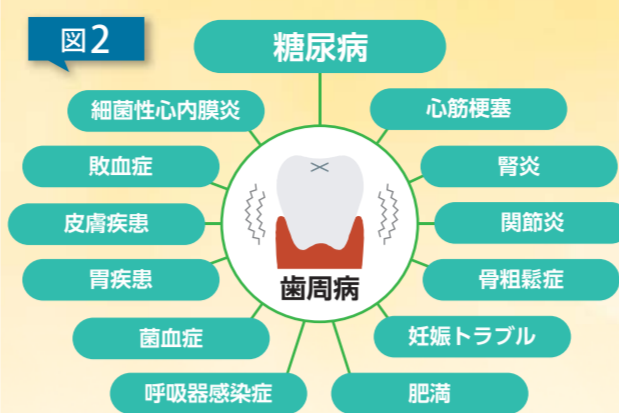 図2
糖尿病
細菌性心内膜炎
心筋梗塞
敗血症
腎炎
皮膚疾患
関節炎
胃疾患
骨粗鬆症
歯周病
菌血症
妊娠トラブル
呼吸器感染症
肥満